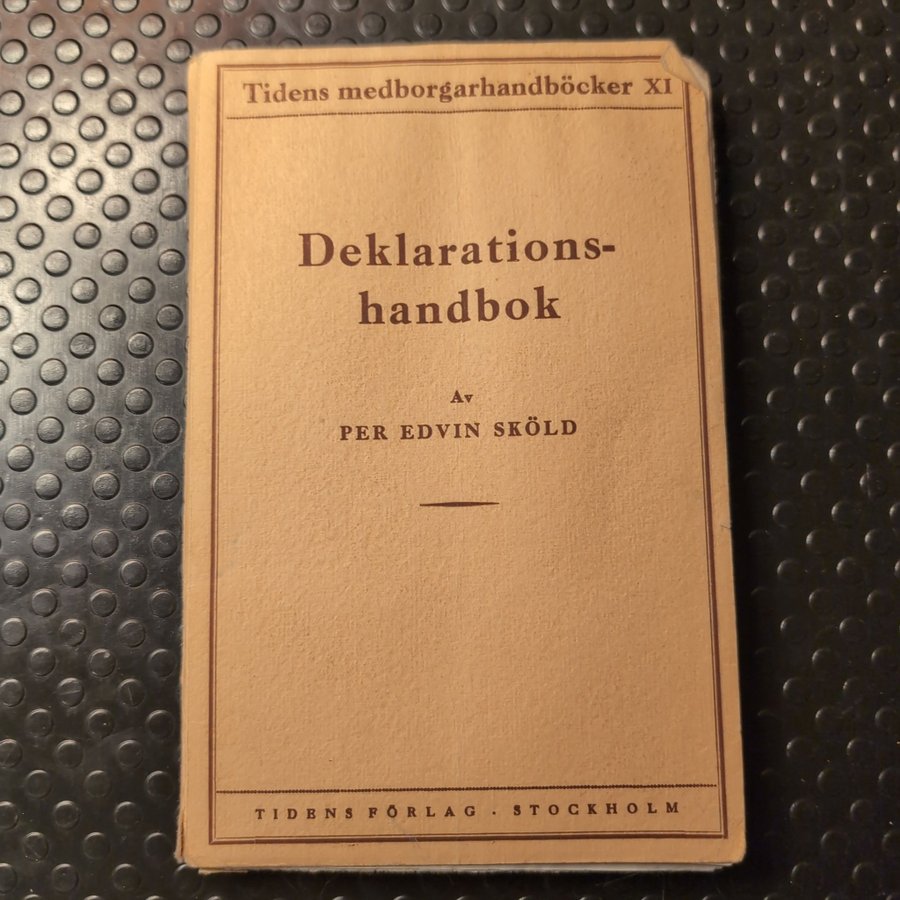 Tidens medborgarhandböcker XI
Deklarations-
handbok
Av
PER EDVIN SKÖLD
TIDENS FÖRLAG . STOCKHOLM